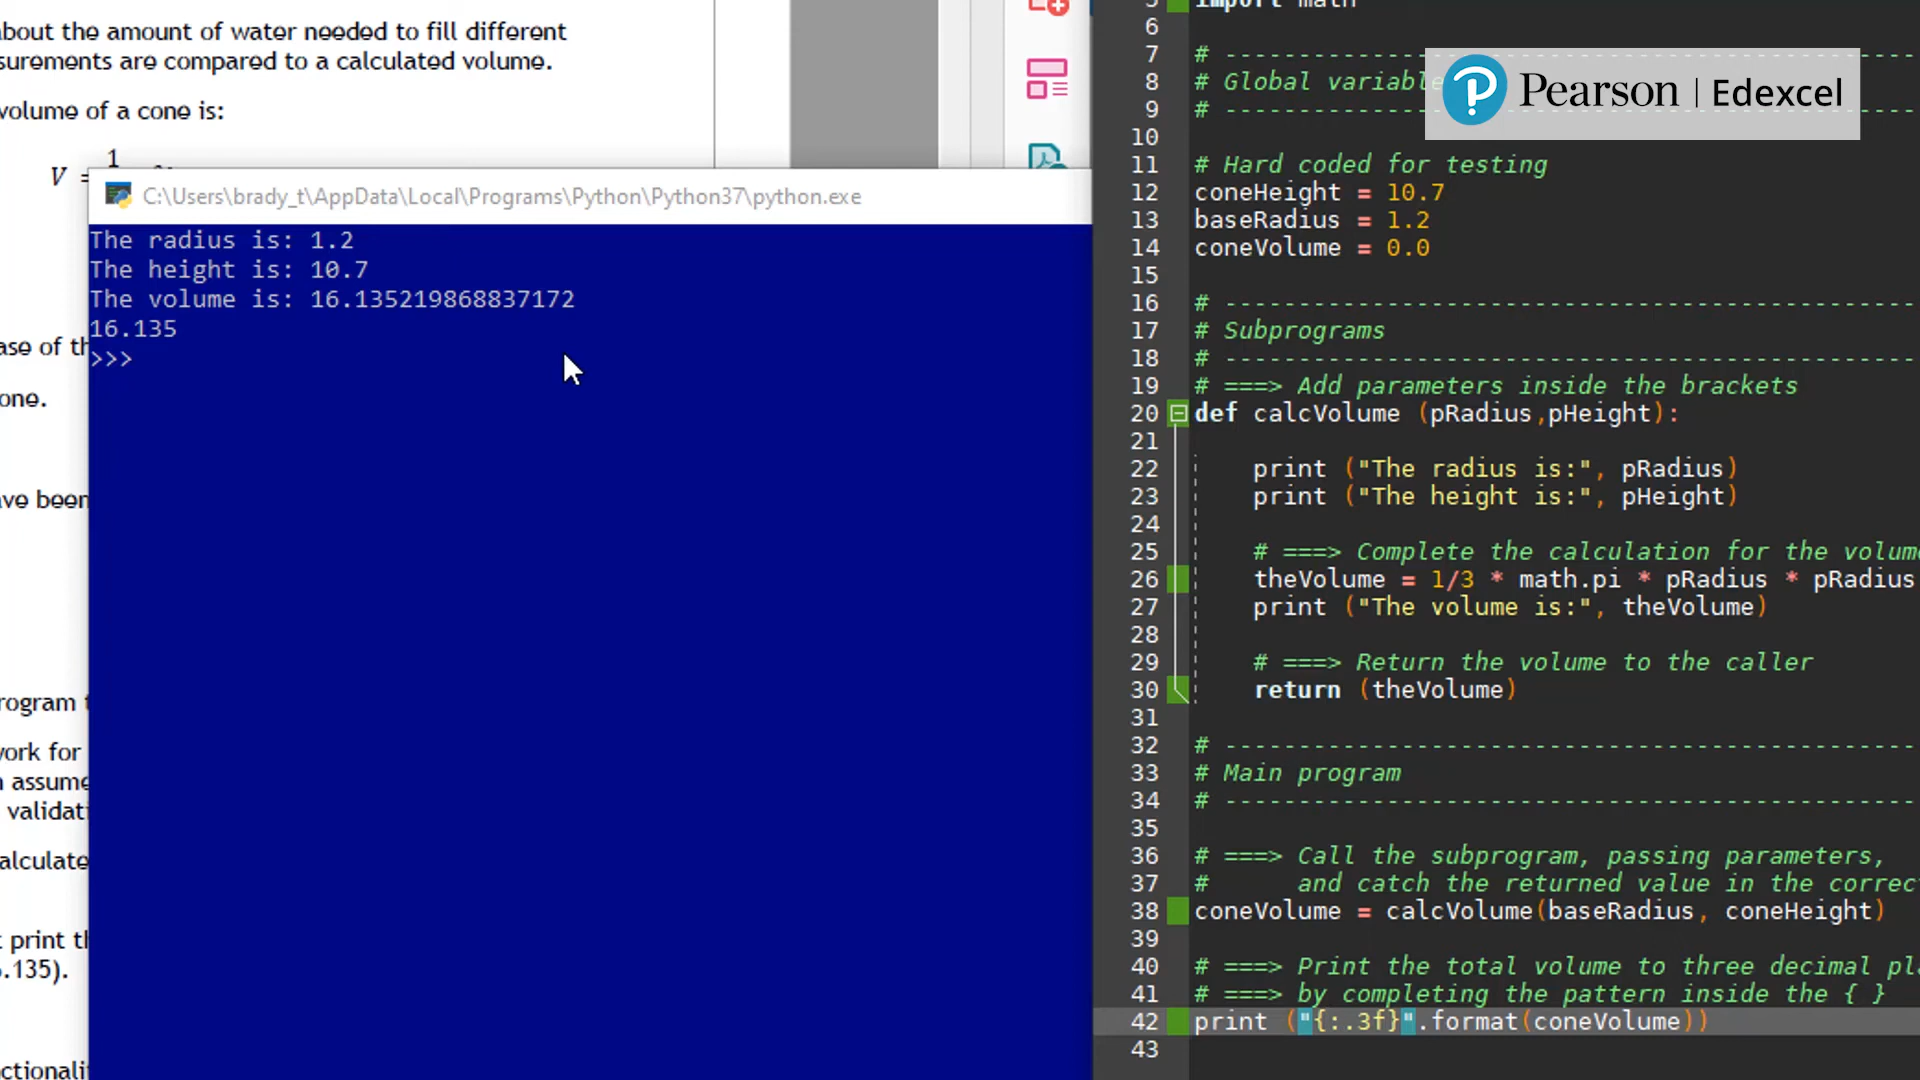 about the amount of water needed to fill different
surements are compared to a calculated volume.
volume of a cone is:
V = 1
ase of th
one.
ve been
rogram t
work for
assume
validati
alculate
print th
.135).
ctionali
C:\Users\brady_t\AppData\Local\Programs\Python\Python37\python.exe
The radius is: 1.2
The height is: 10.7
The volume is: 16.135219868837172
16.135
>>>
Pearson | Edexcel
5 import math
6
7 # -----------------------------------------------
8 # Global variable
9 # -----------------------------------------------
10
11 # Hard coded for testing
12 coneHeight = 10.7
13 baseRadius = 1.2
14 coneVolume = 0.0
15
16 # -----------------------------------------------
17 # Subprograms
18 # -----------------------------------------------
19 # ===> Add parameters inside the brackets
20 def calcVolume (pRadius,pHeight):
21
22 print ("The radius is:", pRadius)
23 print ("The height is:", pHeight)
24
25 # ===> Complete the calculation for the volum
26 theVolume = 1/3 * math.pi * pRadius * pRadius
27 print ("The volume is:", theVolume)
28
29 # ===> Return the volume to the caller
30 return (theVolume)
31
32 # -----------------------------------------------
33 # Main program
34 # -----------------------------------------------
35
36 # ===> Call the subprogram, passing parameters,
37 # and catch the returned value in the correc
38 coneVolume = calcVolume(baseRadius, coneHeight)
39
40 # ===> Print the total volume to three decimal pl
41 # ===> by completing the pattern inside the { }
42 print ("{:.3f}".format(coneVolume))
43